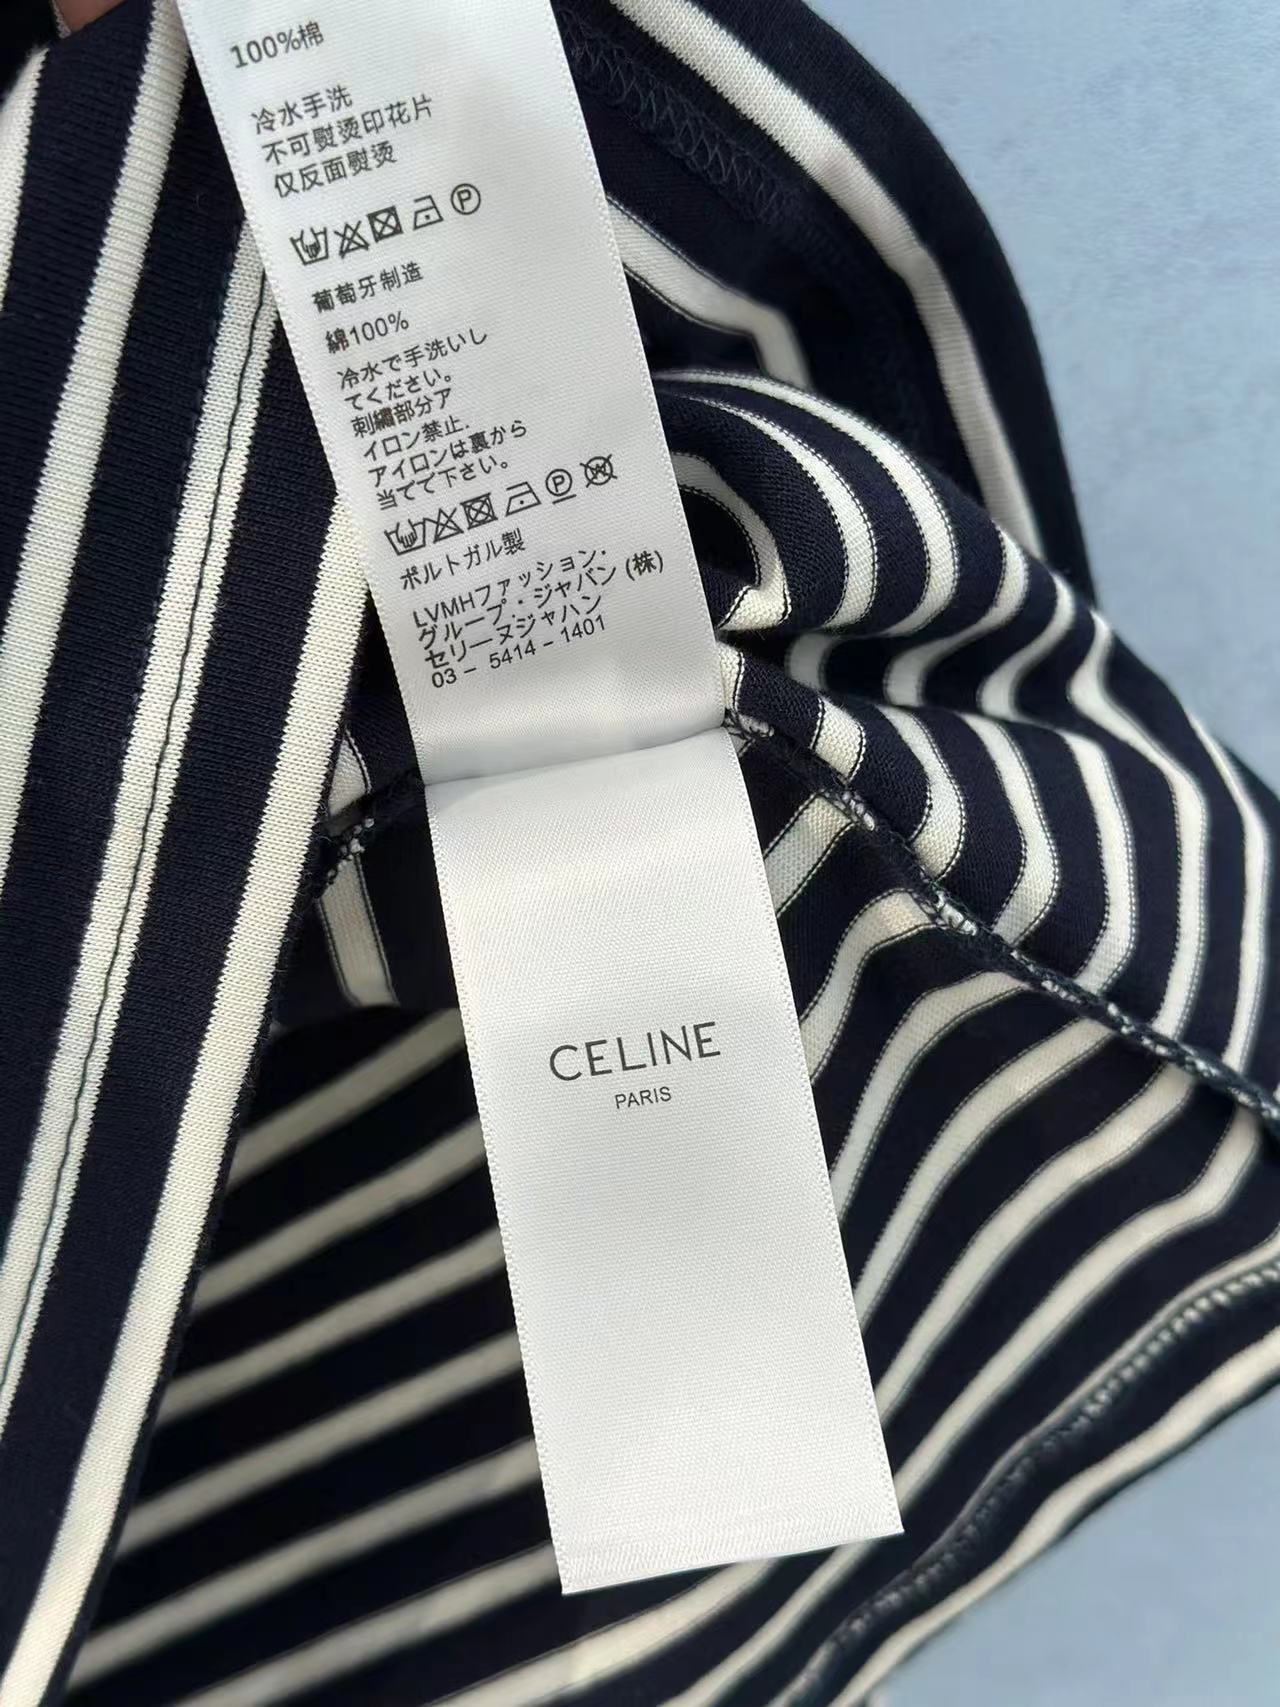 100%棉
冷水手洗
不可熨烫印花片
仅反面熨烫
P
葡萄牙制造
綿100%
冷水で手洗いし
てください。
刺繍部分ア
イロン禁止.
アイロンは裏から
当てて下さい。
P W
ポルトガル製
LVMHファッション・
グループ・ジャパン (株)
セリーヌジャハン
03 - 5414 - 1401
CELINE
PARIS